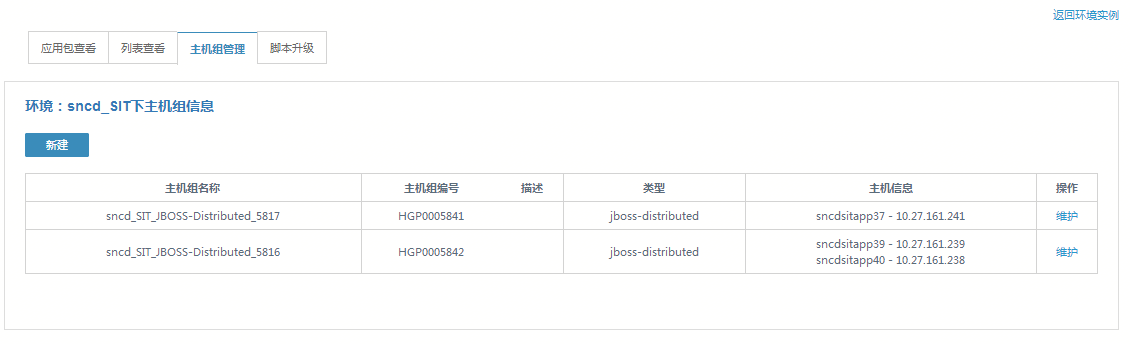 返回环境实例
应用包查看 列表查看 主机组管理 脚本升级
环境：sncd_SIT下主机组信息
新建
主机组名称 主机组编号 描述 类型 主机信息 操作
sncd_SIT_JBOSS-Distributed_5817 HGP0005841 jboss-distributed sncdsitapp37 - 10.27.161.241 维护
sncd_SIT_JBOSS-Distributed_5816 HGP0005842 jboss-distributed sncdsitapp39 - 10.27.161.239 维护
sncdsitapp40 - 10.27.161.238